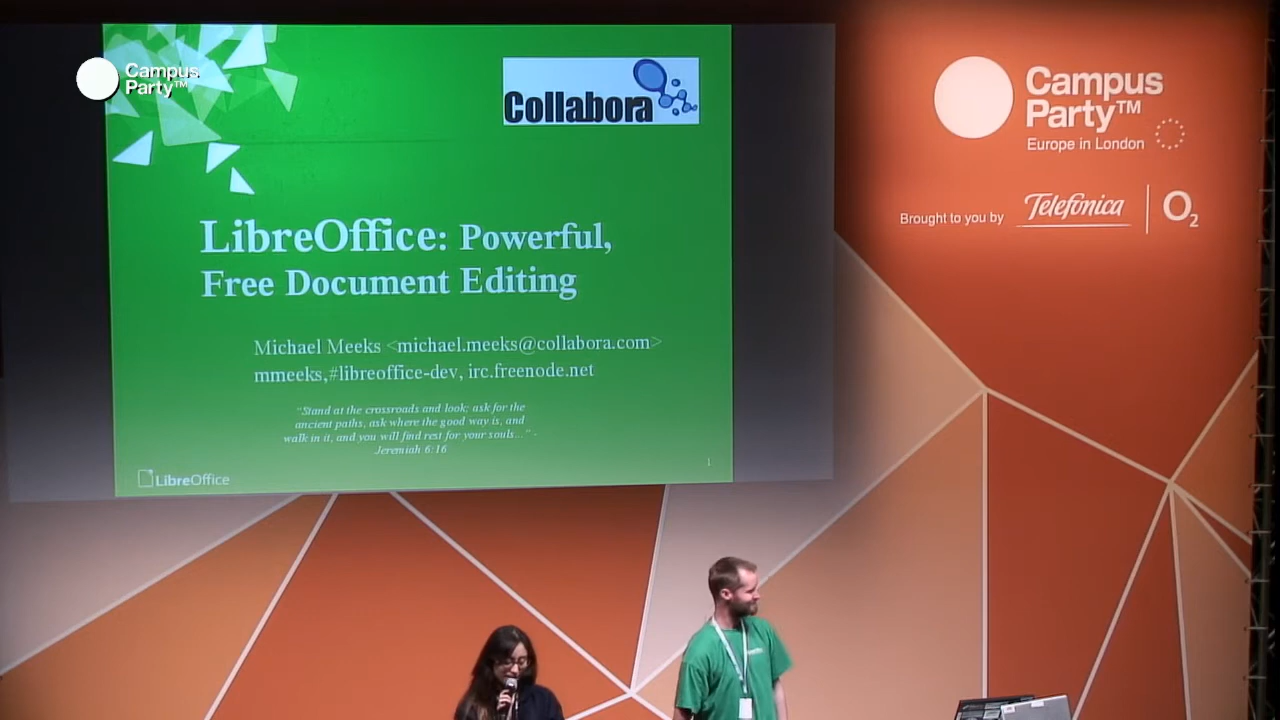 Campus
Party™
Collabora
LibreOffice: Powerful,
Free Document Editing
Michael Meeks <michael.meeks@collabora.com>
mmeeks,#libreoffice-dev, irc.freenode.net
"Stand at the crossroads and look; ask for the
ancient paths, ask where the good way is, and
walk in it, and you will find rest for your souls..." -
Jeremiah 6:16
LibreOffice
1
Campus
Party™
Europe in London
Brought to you by
Telefónica
O2